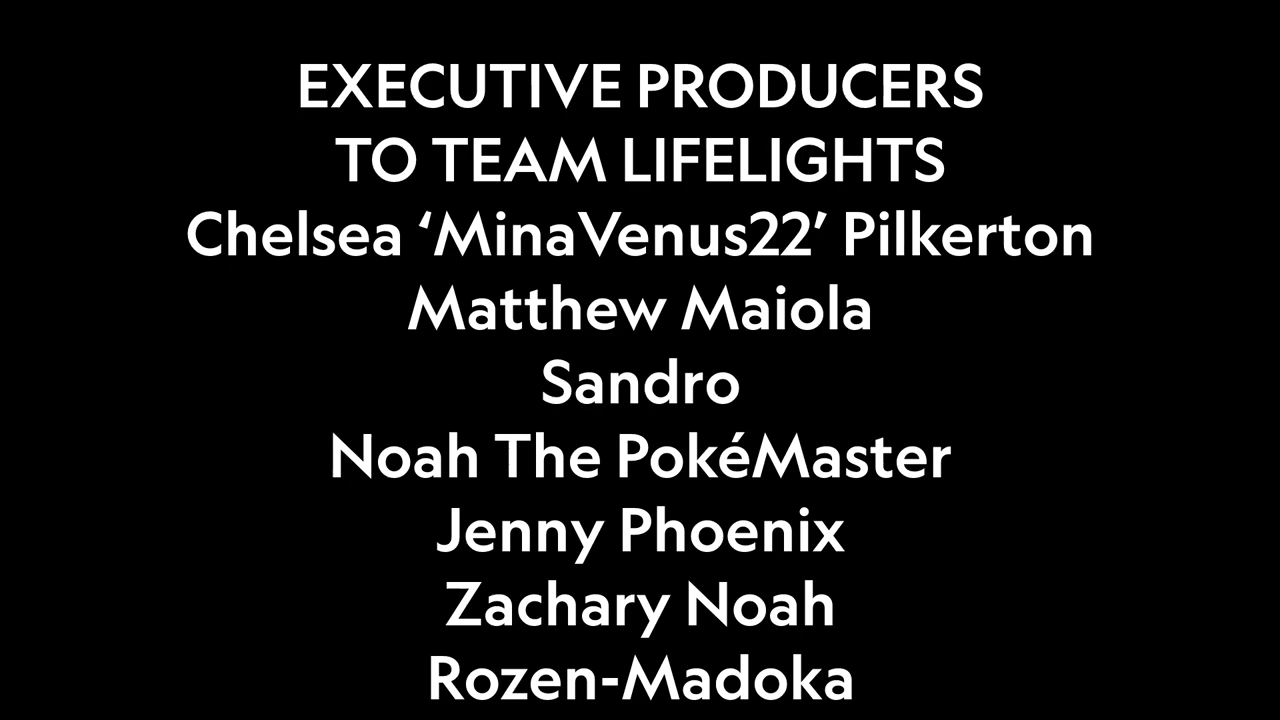 EXECUTIVE PRODUCERS
TO TEAM LIFELIGHTS
Chelsea ‘MinaVenus22’ Pilkerton
Matthew Maiola
Sandro
Noah The PokéMaster
Jenny Phoenix
Zachary Noah
Rozen-Madoka